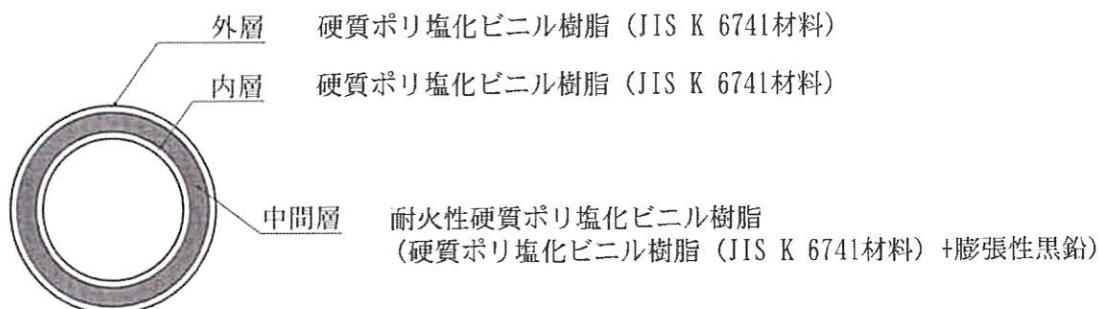 外層 硬質ポリ塩化ビニル樹脂 (JIS K 6741材料)
内層 硬質ポリ塩化ビニル樹脂 (JIS K 6741材料)
中間層 耐火性硬質ポリ塩化ビニル樹脂
(硬質ポリ塩化ビニル樹脂 (JIS K 6741材料) +膨張性黒鉛)